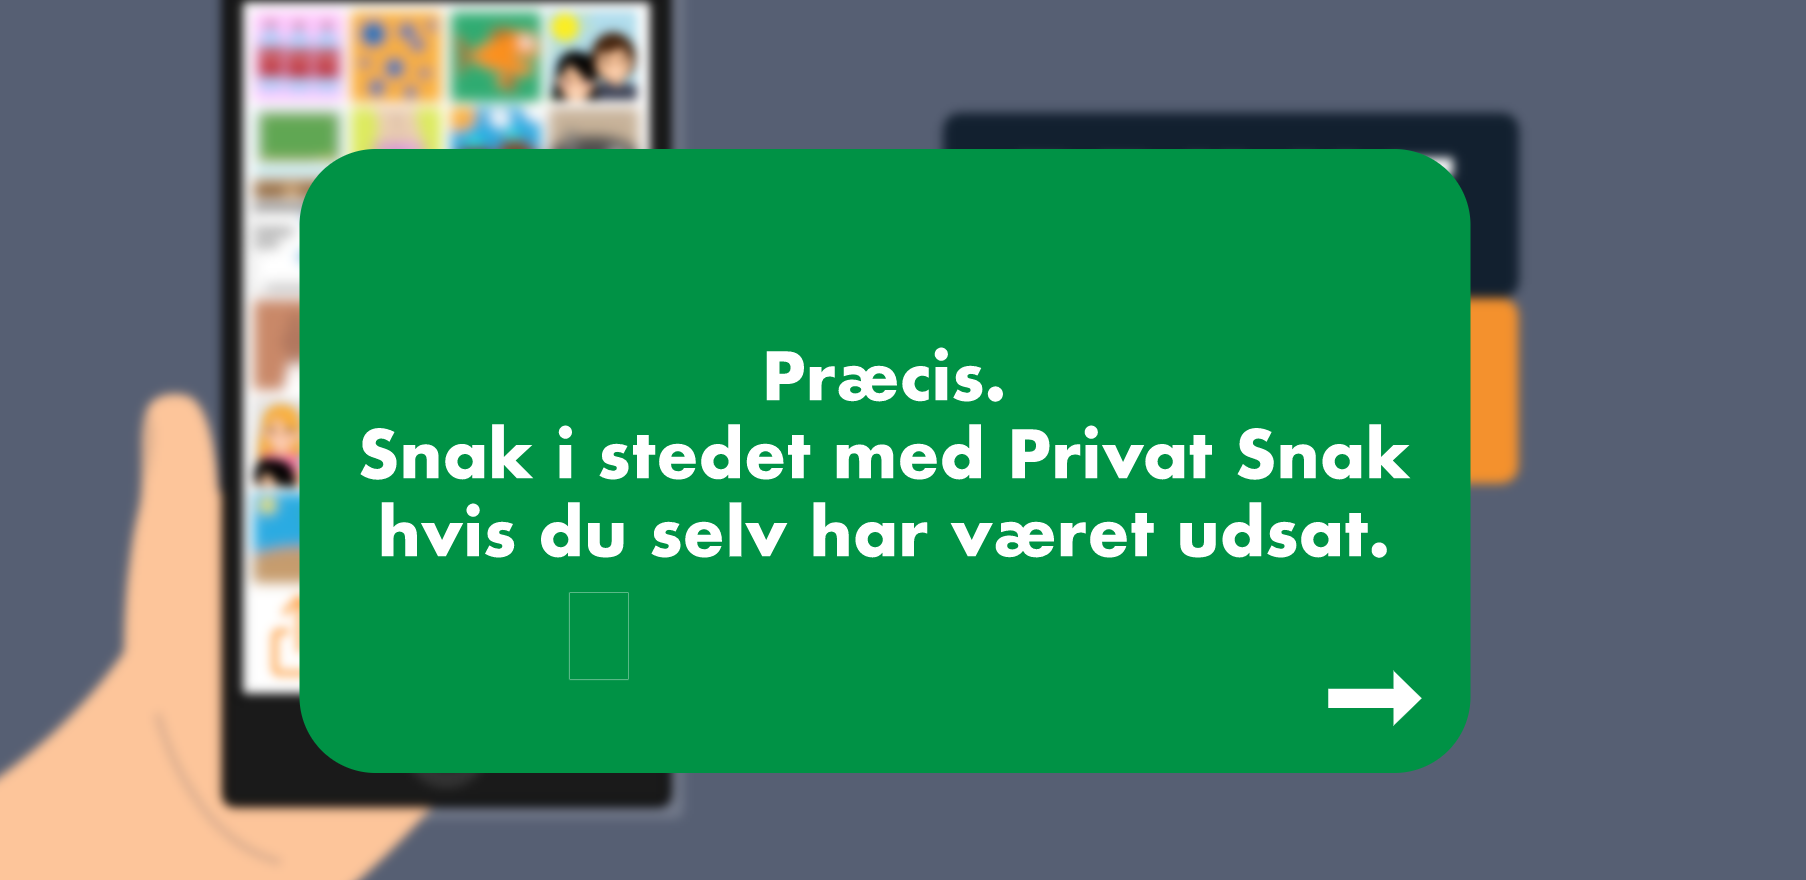 Præcis.
Snak i stedet med Privat Snak
hvis du selv har været udsat.